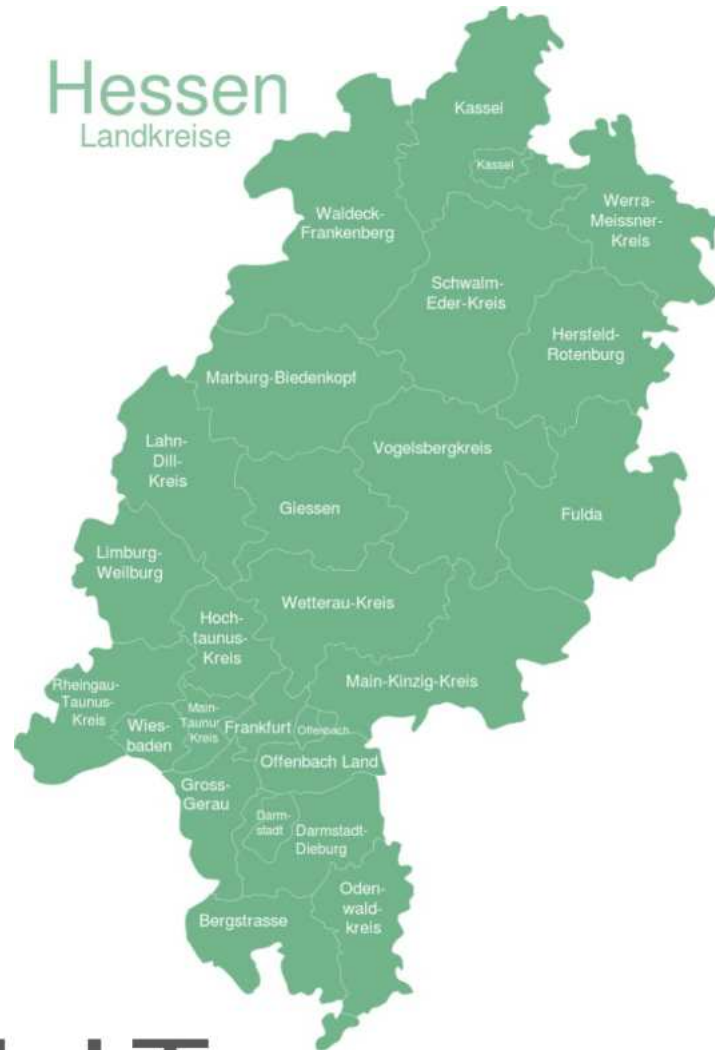 Hessen
Landkreise
Kassel
Kassel
Werra-
Meissner-
Kreis
Waldeck-
Frankenberg
Schwalm-
Eder-Kreis
Hersfeld-
Rotenburg
Marburg-Biedenkopf
Lahn-
Dill-
Kreis
Vogelsbergkreis
Giessen
Fulda
Limburg-
Weilburg
Wetterau-Kreis
Hoch-
taunus-
Kreis
Main-Kinzig-Kreis
Rheingau-
Taunus-
Kreis
Wies-
baden
Main-
Taunus
Kreis
Frankfurt
Offenbach
Offenbach Land
Gross-
Gerau
Darm-
stadt
Darmstadt-
Dieburg
Oden-
wald-
kreis
Bergstrasse